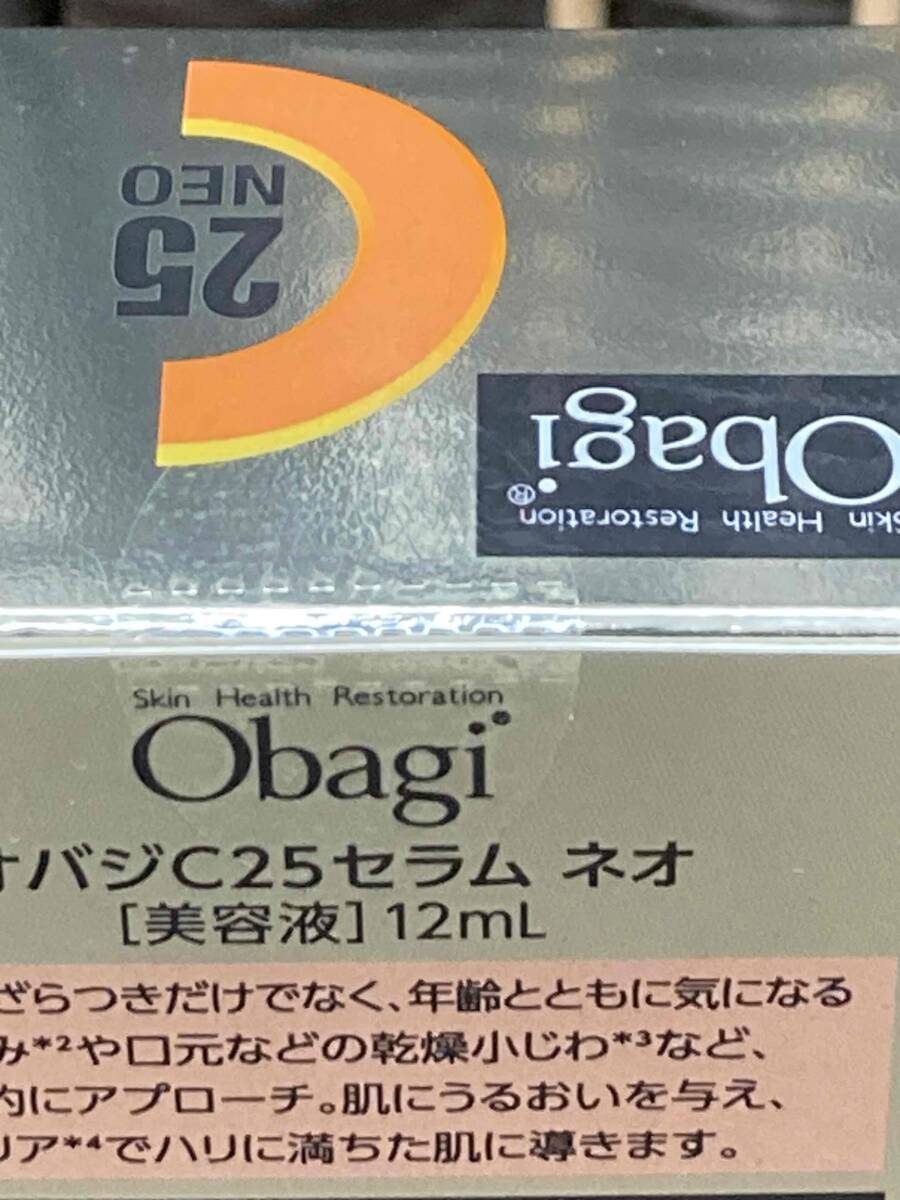 25
NEO
Obagi
®
Skin Health Restoration
Skin Health Restoration
Obagi®
オバジC25セラム ネオ
[美容液] 12mL
ざらつきだけでなく、年齢とともに気になる
み*2や口元などの乾燥小じわ*3など、
的にアプローチ。肌にうるおいを与え、
リア*4でハリに満ちた肌に導きます。